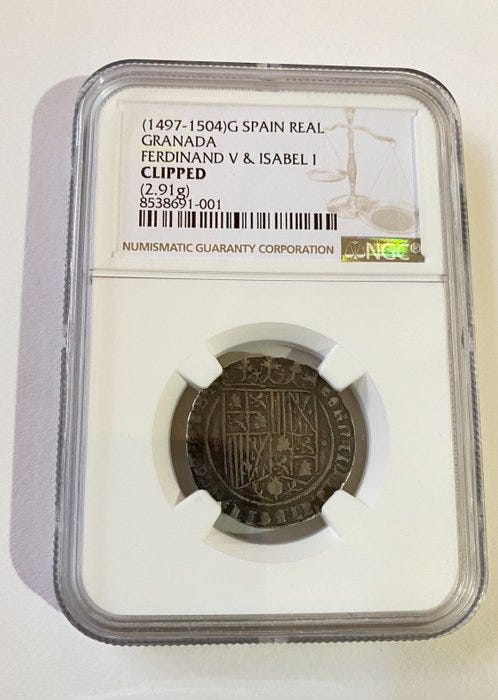 (1497-1504)G SPAIN REAL
GRANADA
FERDINAND V & ISABEL I
CLIPPED
(2.91g)
8538691-001
NUMISMATIC GUARANTY CORPORATION
NGC®